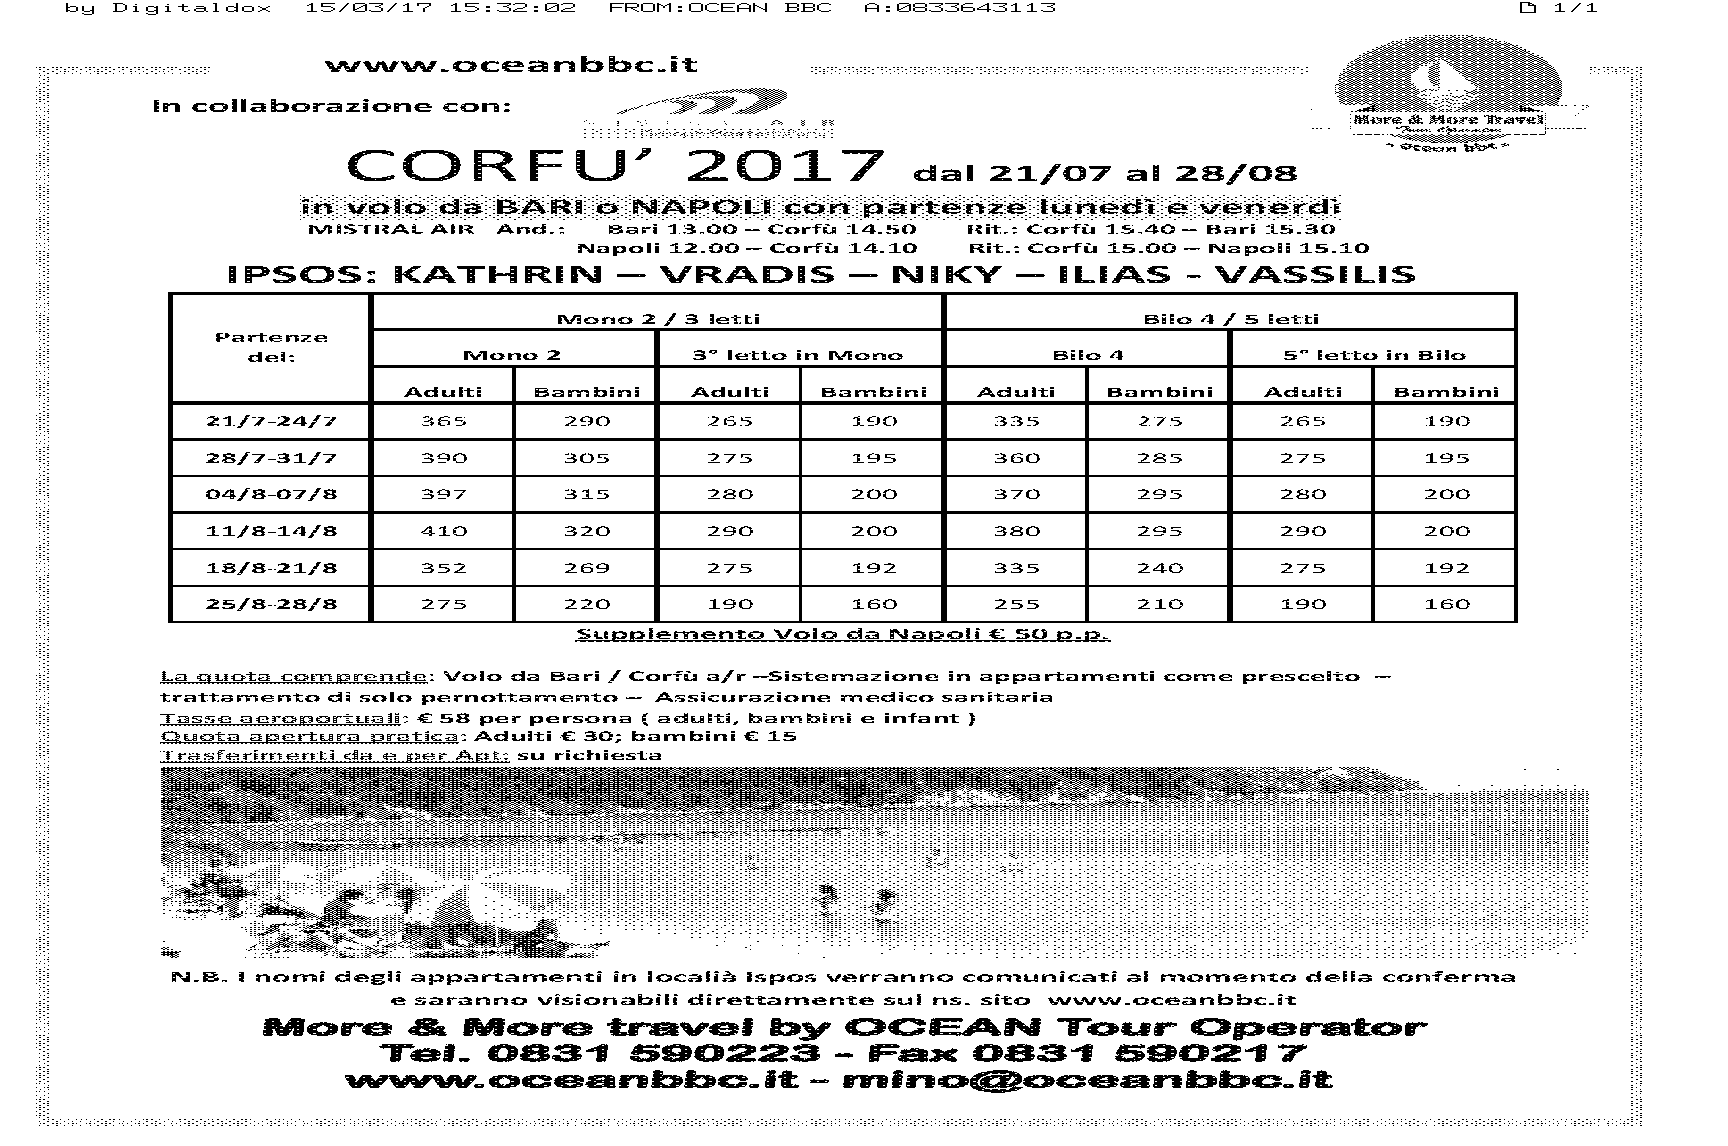 by Digitaldox 15/03/17 15:32:02 FROM:OCEAN BBC A:0833643113 1/1
www.oceanbbc.it
In collaborazione con:
More & More Travel
Tour Operator
" Ocean bbc "
CORFU' 2017 dal 21/07 al 28/08
in volo da BARI o NAPOLI con partenze lunedì e venerdì
MISTRAL AIR And.: Bari 13.00 – Corfù 14.50 Rit.: Corfù 15.40 – Bari 15.30
Napoli 12.00 – Corfù 14.10 Rit.: Corfù 15.00 – Napoli 15.10
IPSOS: KATHRIN – VRADIS – NIKY – ILIAS - VASSILIS
Partenze del: Mono 2 / 3 letti Bilo 4 / 5 letti
Mono 2 3° letto in Mono Bilo 4 5° letto in Bilo
Adulti Bambini Adulti Bambini Adulti Bambini Adulti Bambini
21/7-24/7 365 290 265 190 335 275 265 190
28/7-31/7 390 305 275 195 360 285 275 195
04/8-07/8 397 315 280 200 370 295 280 200
11/8-14/8 410 320 290 200 380 295 290 200
18/8-21/8 352 269 275 192 335 240 275 192
25/8-28/8 275 220 190 160 255 210 190 160
Supplemento Volo da Napoli € 50 p.p.
La quota comprende: Volo da Bari / Corfù a/r –Sistemazione in appartamenti come prescelto –
trattamento di solo pernottamento – Assicurazione medico sanitaria
Tasse aeroportuali: € 58 per persona ( adulti, bambini e infant )
Quota apertura pratica: Adulti € 30; bambini € 15
Trasferimenti da e per Apt: su richiesta
N.B. I nomi degli appartamenti in localià Ispos verranno comunicati al momento della conferma
e saranno visionabili direttamente sul ns. sito www.oceanbbc.it
More & More travel by OCEAN Tour Operator
Tel. 0831 590223 - Fax 0831 590217
www.oceanbbc.it - mino@oceanbbc.it